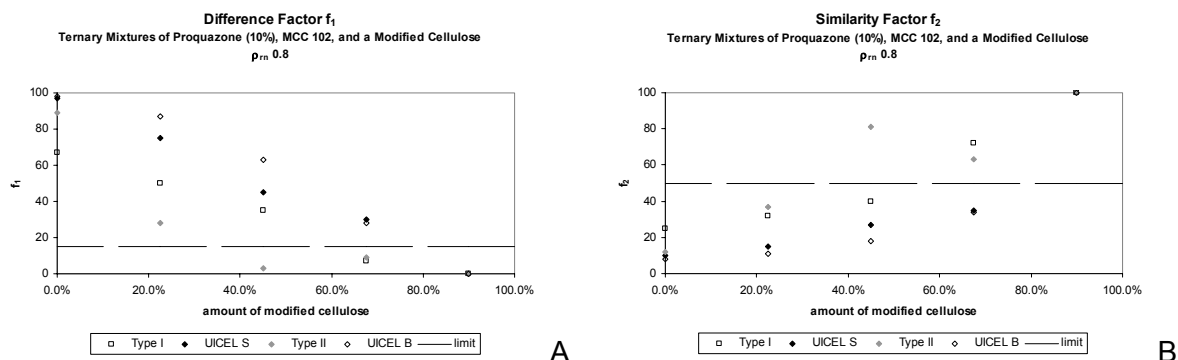 Difference Factor f1
Ternary Mixtures of Proquazone (10%), MCC 102, and a Modified Cellulose
ρrn 0.8
100
80
60
40
20
0
f1
0.0% 20.0% 40.0% 60.0% 80.0% 100.0%
amount of modified cellulose
Type I UICEL S Type II UICEL B limit
A
Similarity Factor f2
Ternary Mixtures of Proquazone (10%), MCC 102, and a Modified Cellulose
ρrn 0.8
100
80
60
40
20
0
f2
0.0% 20.0% 40.0% 60.0% 80.0% 100.0%
amount of modified cellulose
Type I UICEL S Type II UICEL B limit
B